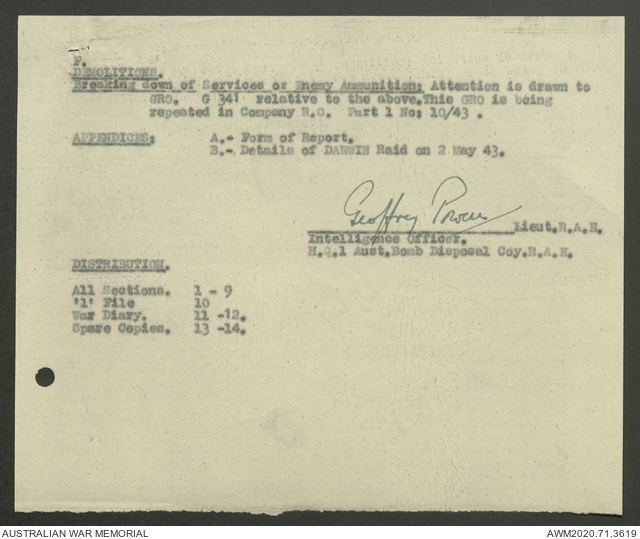 F.
DEMOLITIONS.
Breaking down of Services or Enemy Ammunition: Attention is drawn to
GRO. G 341 relative to the above.This GRO is being
repeated in Company R.O. Part 1 No: 10/43 .
APPENDICES: A.- Form of Report.
B.- Details of DARWIN Raid on 2 May 43.
Geoffrey Lieut.R.A.E.
Intelligence Officer.
H.Q.1 Aust.Bomb Disposal Coy.R.A.E.
DISTRIBUTION.
All Sections. 1 - 9
'1' File 10
War Diary. 11 -12.
Spare Copies. 13 -14.
AUSTRALIAN WAR MEMORIAL AWM2020.71.3619